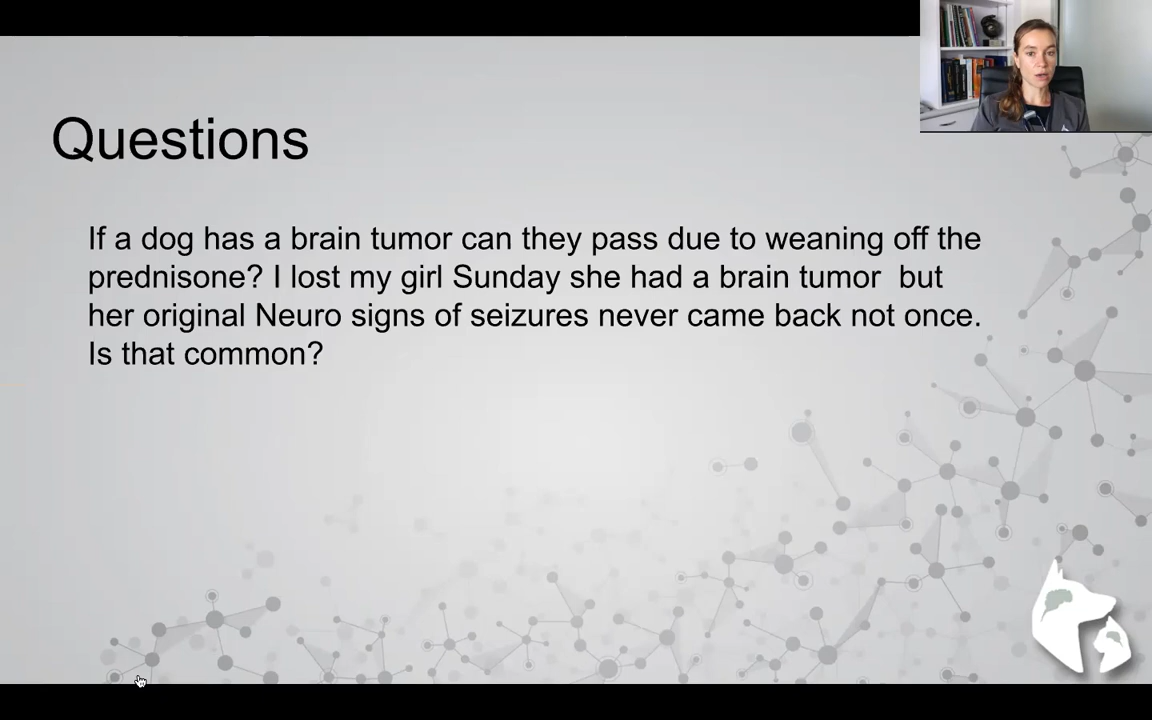 Questions
If a dog has a brain tumor can they pass due to weaning off the
prednisone? I lost my girl Sunday she had a brain tumor  but
her original Neuro signs of seizures never came back not once.
Is that common?